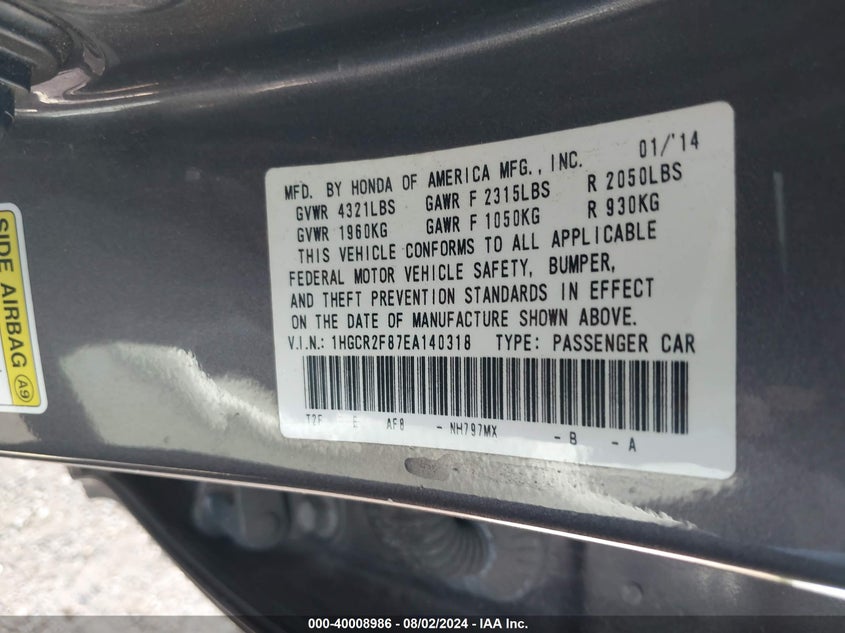 MFD. BY HONDA OF AMERICA MFG., INC. 01/'14
GVWR 4321LBS GAWR F 2315LBS R 2050LBS
GVWR 1960KG GAWR F 1050KG R 930KG
THIS VEHICLE CONFORMS TO ALL APPLICABLE
FEDERAL MOTOR VEHICLE SAFETY, BUMPER,
AND THEFT PREVENTION STANDARDS IN EFFECT
ON THE DATE OF MANUFACTURE SHOWN ABOVE.
V.I.N.: 1HGCR2F87EA140318 TYPE: PASSENGER CAR
T2F E AF8 - NH797MX - B - A
SIDE AIRBAG A9
000-40008986 - 08/02/2024 - IAA Inc.